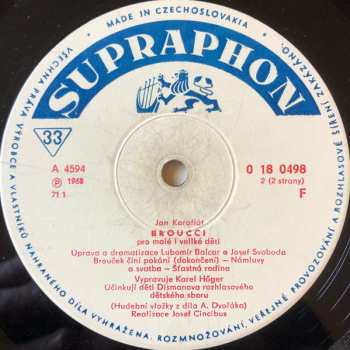 MADE IN CZECHOSLOVAKIA
VŠECHNA PRÁVA VÝROBCE A VLASTNÍKŮ NAHRANÉHO DÍLA VYHRAŽENA. ROZMNOŽOVÁNÍ, VEŘEJNÉ PROVOZOVÁNÍ A ROZHLASOVÉ ŠÍŘENÍ ZAKÁZÁNO.
SUPRAPHON
33
A 4594
Ⓟ 1968
71 1
0 18 0498
2 (2 strany)
F
Jan Karafiát
BROUČCI
pro malé i veliké děti
Úprava a dramatizace Lubomír Balcar a Josef Svoboda
Brouček činí pokání (dokončení) — Námluvy
a svatba — Šťastná rodina
Vypravuje Karel Höger
Účinkují děti Dismanova rozhlasového
dětského sboru
(Hudební vložky z díla A. Dvořáka)
Realizace Josef Cincibus